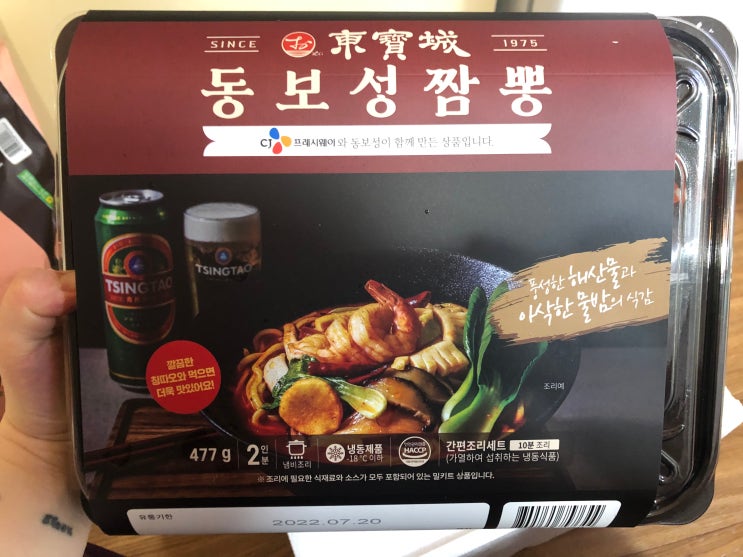 SINCE 東寶城 1975
동보성짬뽕
CJ 프레시웨이와 동보성이 함께 만든 상품입니다.
TSINGTAO
TSINGTAO
풍성한 해산물과
아삭한 물밤의 식감
깔끔한
칭따오와 먹으면
더욱 맛있어요!
조리예
477 g
2인분
냄비조리
냉동제품
-18℃이하
HACCP
간편조리세트 10분 조리
(가열하여 섭취하는 냉동식품)
※ 조리에 필요한 식재료와 소스가 모두 포함되어 있는 밀키트 상품입니다.
유통기한
2022.07.20